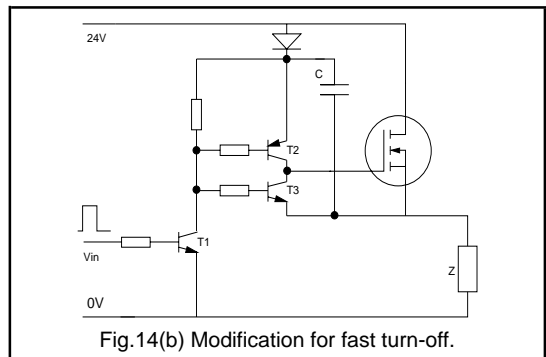 24V
C
T2
T3
T1
Vin
Z
0V
Fig.14(b) Modification for fast turn-off.